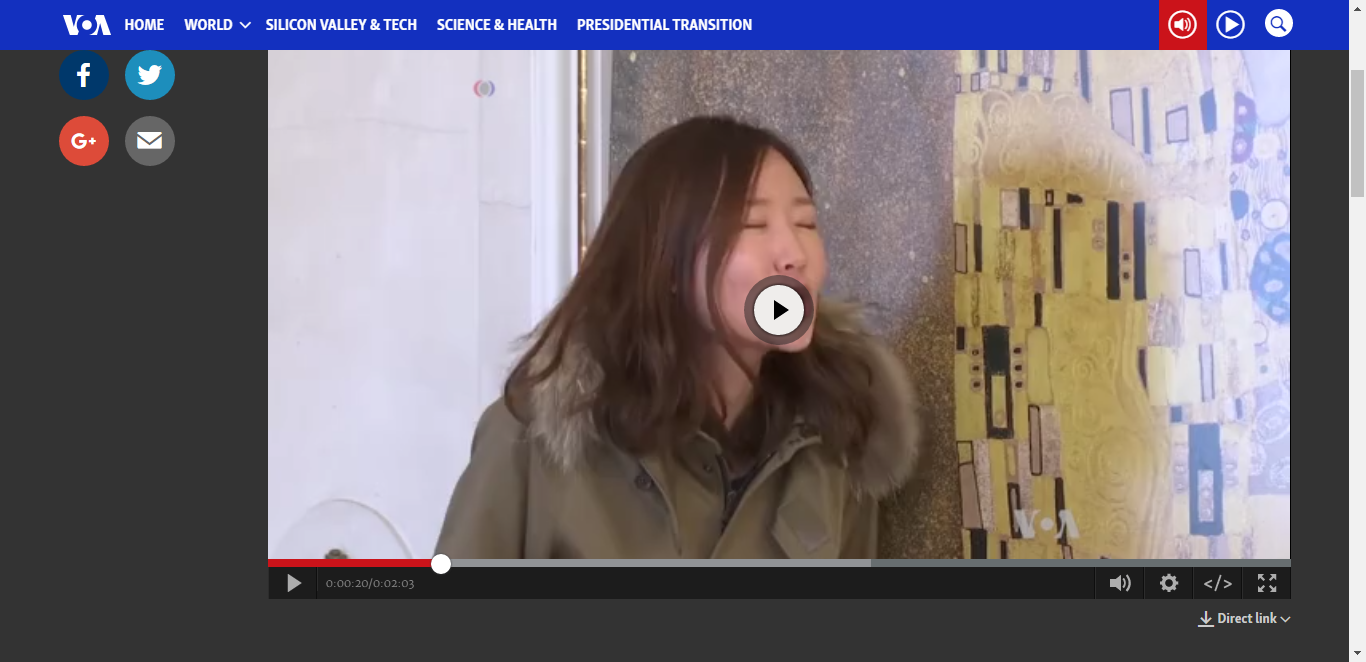 VOA HOME WORLD SILICON VALLEY & TECH SCIENCE & HEALTH PRESIDENTIAL TRANSITION
f
G+
VOA
0:00:20/0:02:03 </>
Direct link